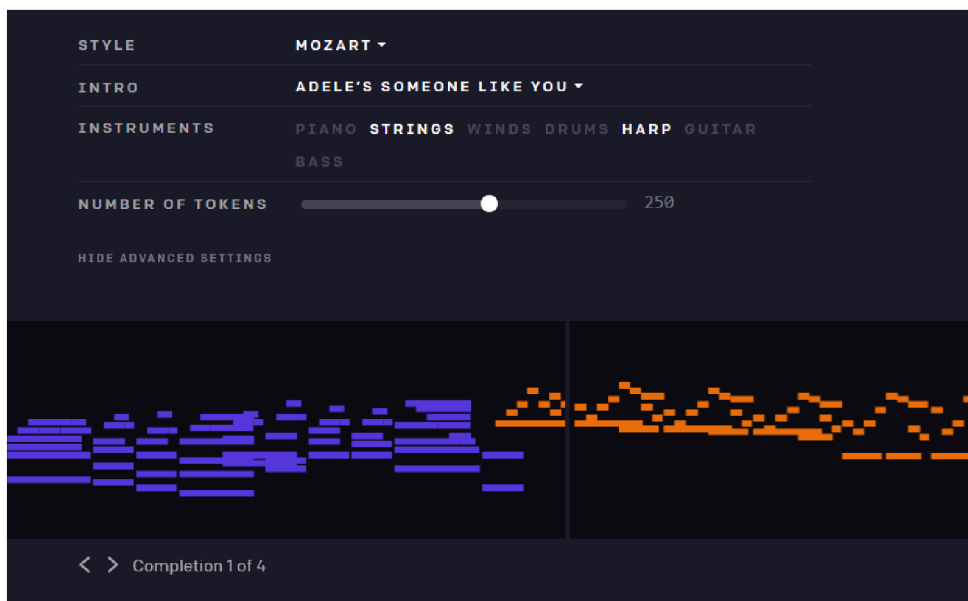 STYLE MOZART
INTRO ADELE'S SOMEONE LIKE YOU
INSTRUMENTS PIANO STRINGS WINDS DRUMS HARP GUITAR
BASS
NUMBER OF TOKENS 250
HIDE ADVANCED SETTINGS
Completion 1 of 4